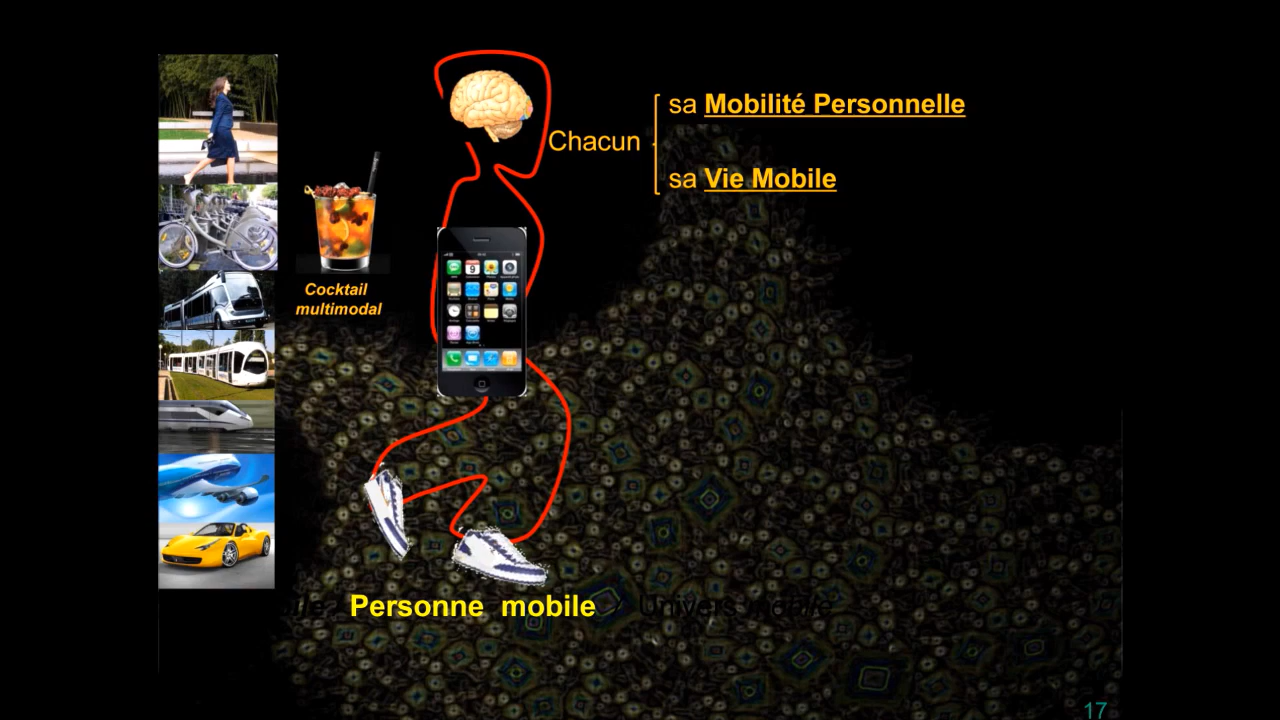 Chacun
sa Mobilité Personnelle
sa Vie Mobile
Cocktail
multimodal
Personne mobile
17